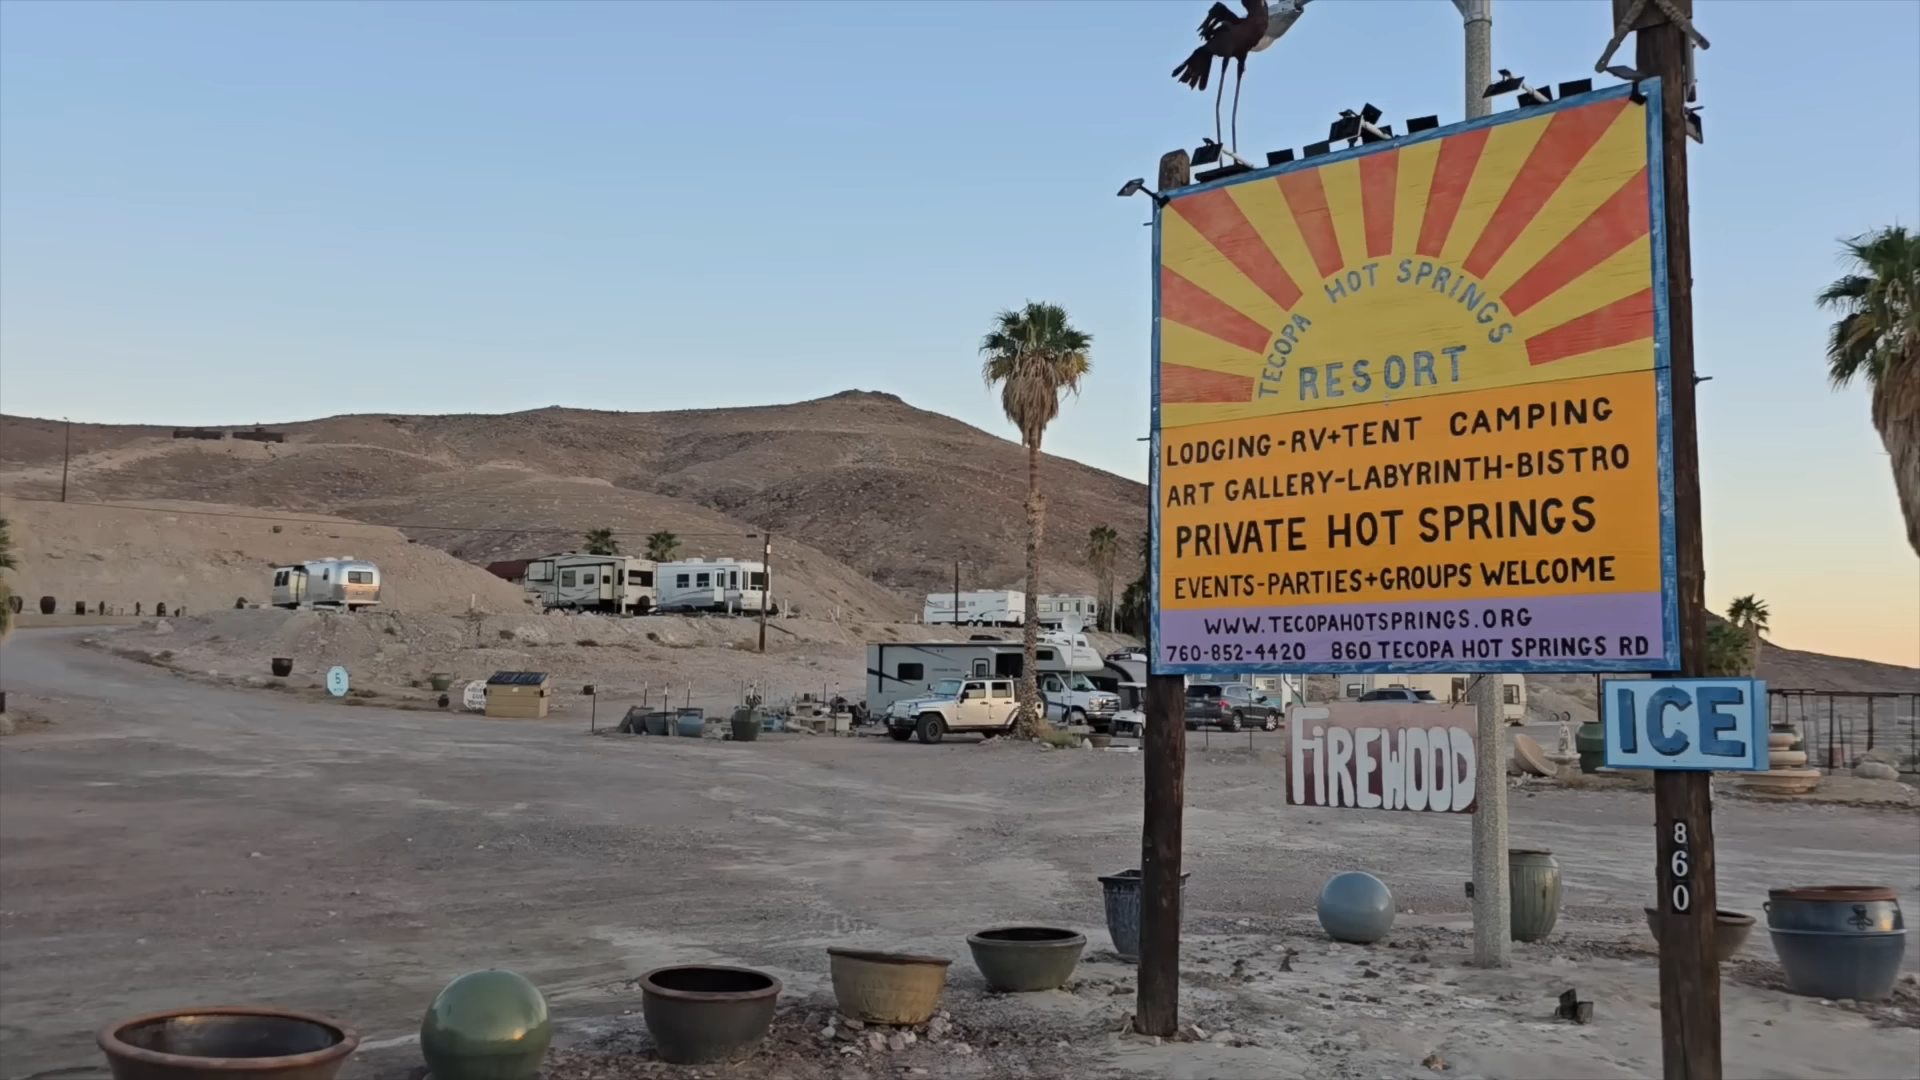 TECOPA HOT SPRINGS
RESORT
LODGING-RV+TENT CAMPING
ART GALLERY-LABYRINTH-BISTRO
PRIVATE HOT SPRINGS
EVENTS-PARTIES+GROUPS WELCOME
WWW.TECOPAHOTSPRINGS.ORG
760-852-4420 860 TECOPA HOT SPRINGS RD
ICE
FiREWOOD
860
5